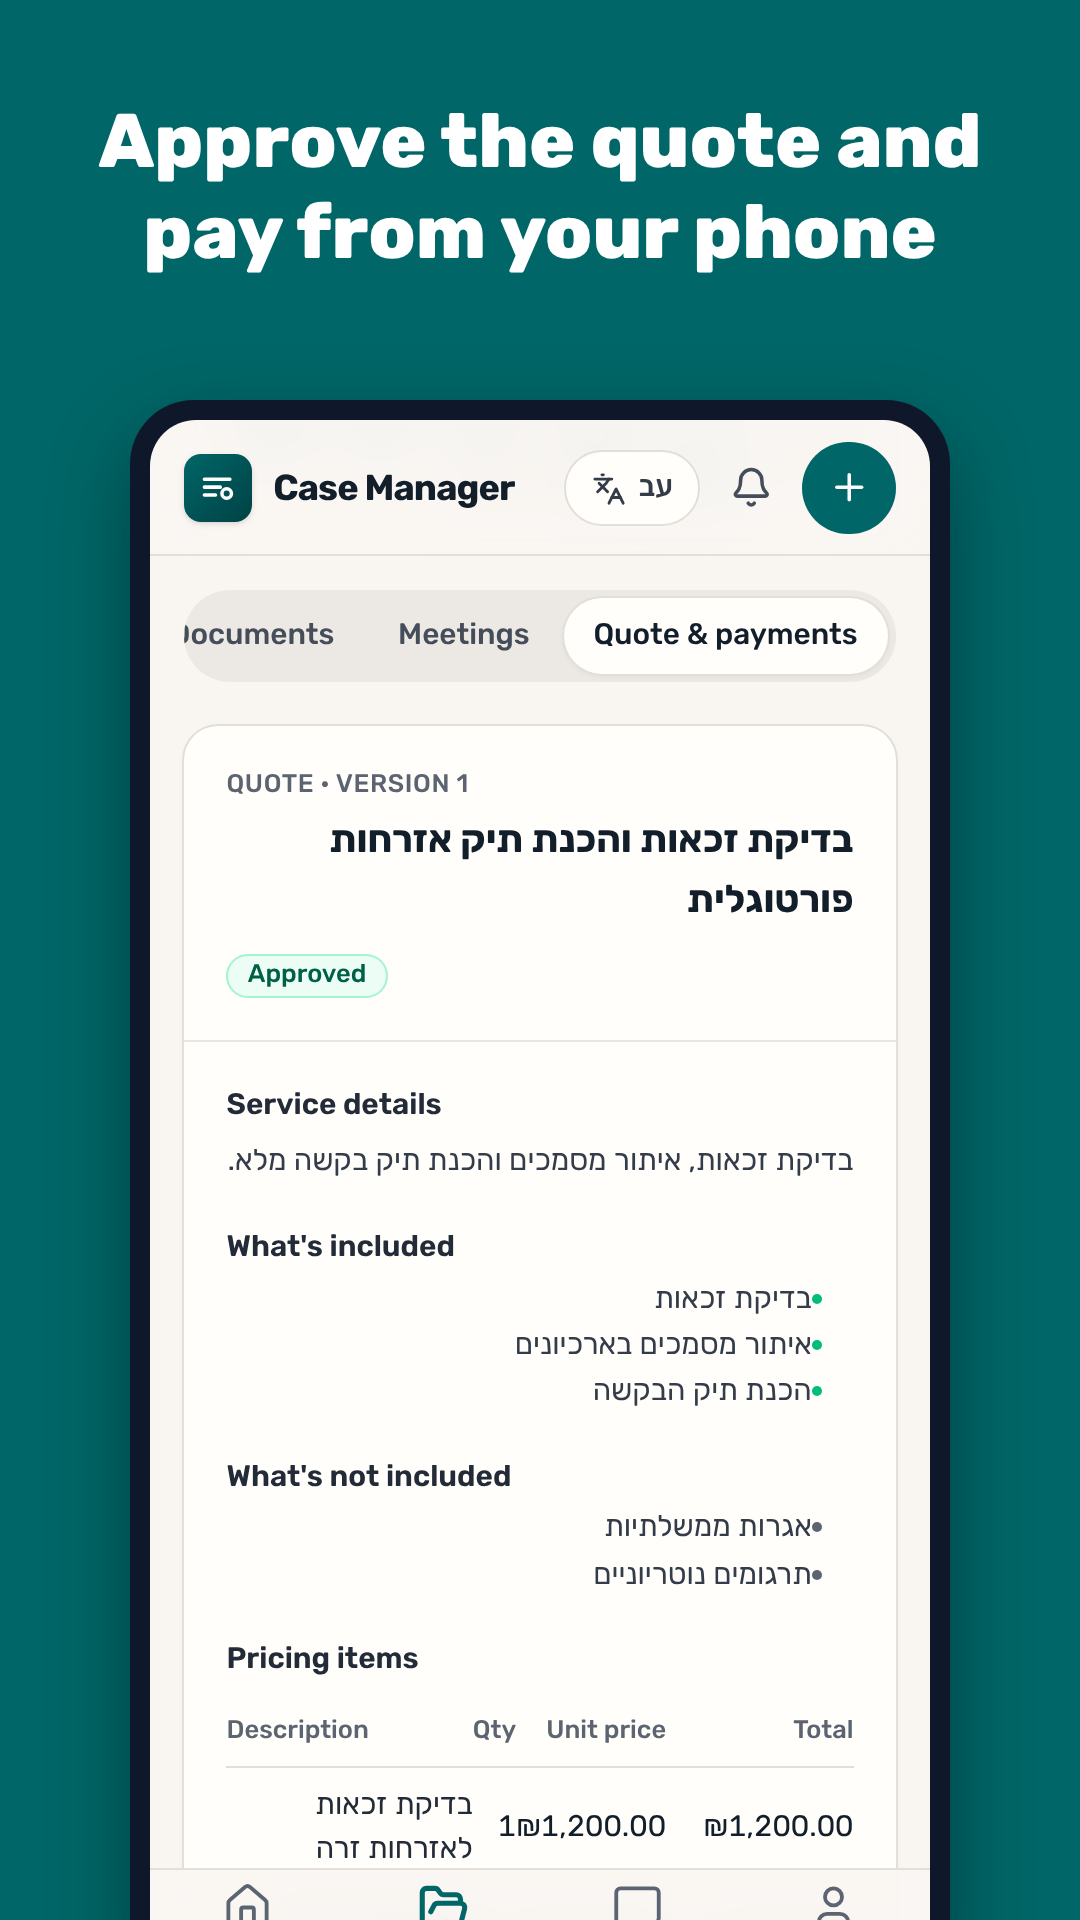 Approve the quote and
pay from your phone
Case Manager
עב
Documents Meetings Quote & payments
QUOTE • VERSION 1
בדיקת זכאות והכנת תיק אזרחות
פורטוגלית
Approved
Service details
בדיקת זכאות, איתור מסמכים והכנת תיק בקשה מלא.
What's included
•בדיקת זכאות
•איתור מסמכים בארכיונים
•הכנת תיק הבקשה
What's not included
•אגרות ממשלתיות
•תרגומים נוטריוניים
Pricing items
Description Qty Unit price Total
בדיקת זכאות
לאזרחות זרה
1 ₪1,200.00 ₪1,200.00